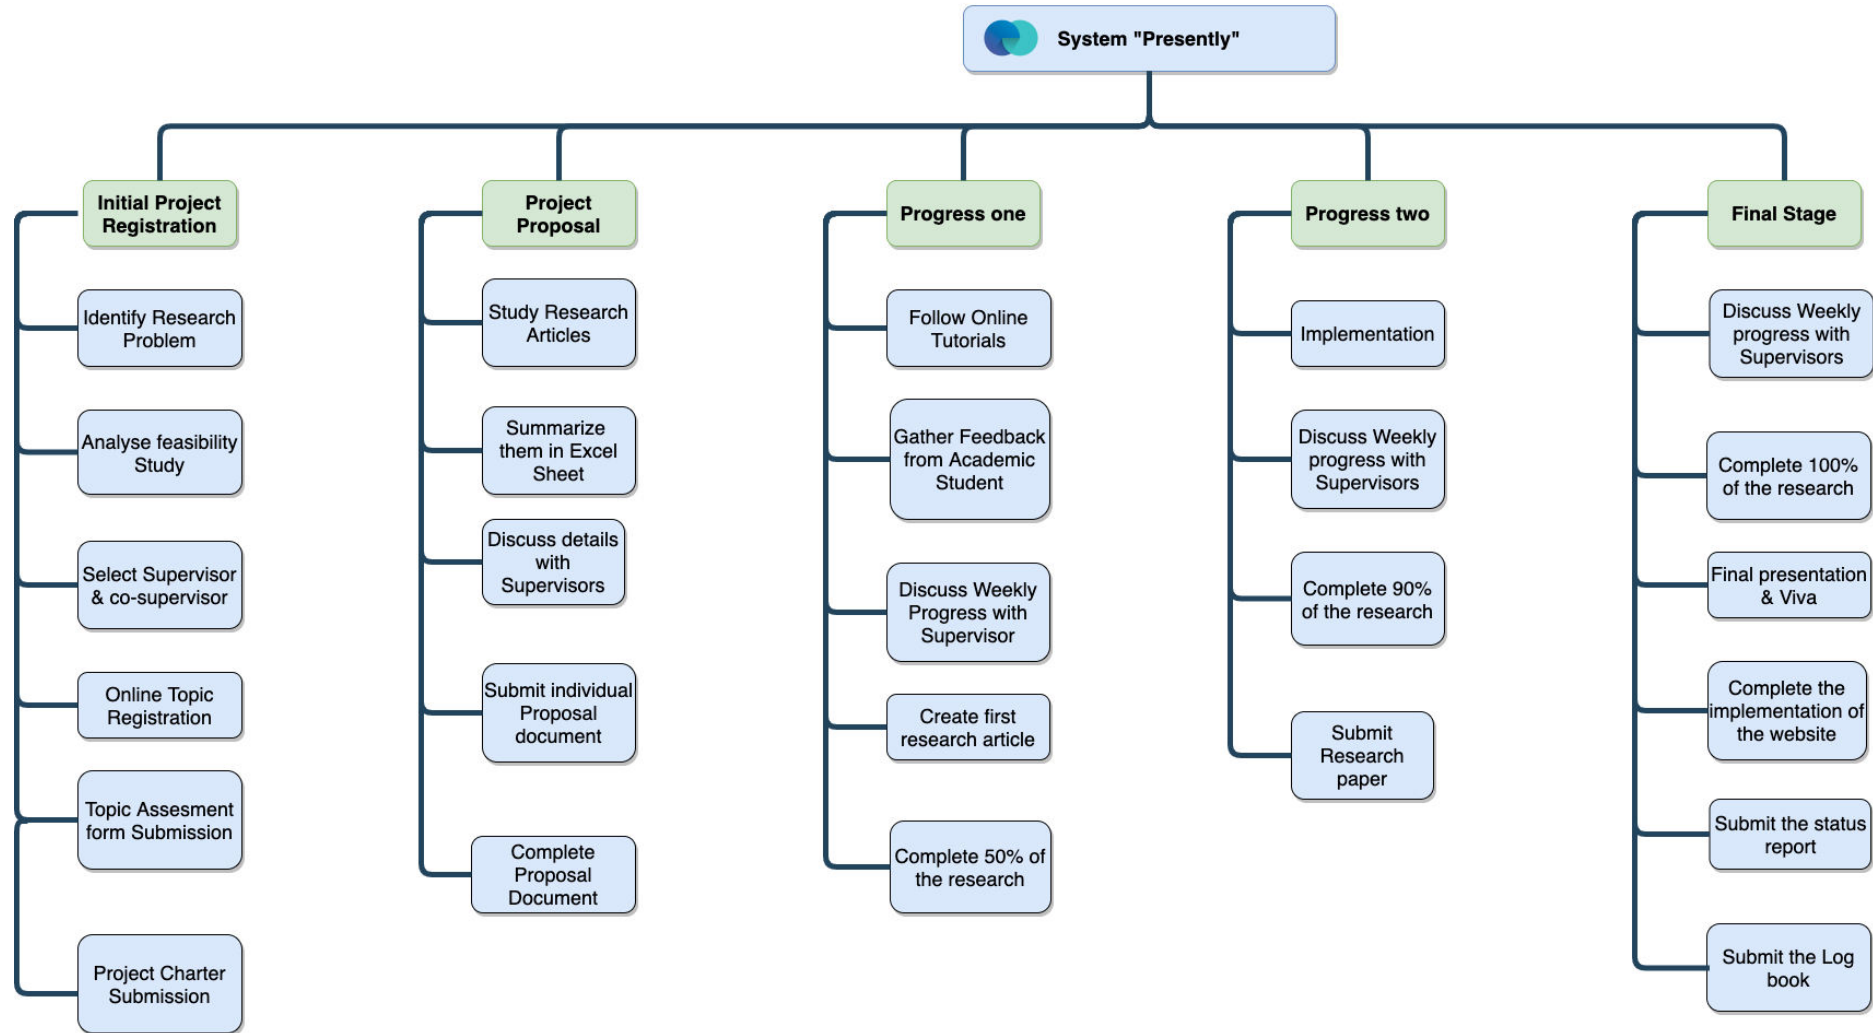 System "Presently"
Initial Project
Registration
Identify Research
Problem
Analyse feasibility
Study
Select Supervisor
& co-supervisor
Online Topic
Registration
Topic Assesment
form Submission
Project Charter
Submission
Project
Proposal
Study Research
Articles
Summarize
them in Excel
Sheet
Discuss details
with
Supervisors
Submit individual
Proposal
document
Complete
Proposal
Document
Progress one
Follow Online
Tutorials
Gather Feedback
from Academic
Student
Discuss Weekly
Progress with
Supervisor
Create first
research article
Complete 50% of
the research
Progress two
Implementation
Discuss Weekly
progress with
Supervisors
Complete 90%
of the research
Submit
Research
paper
Final Stage
Discuss Weekly
progress with
Supervisors
Complete 100%
of the research
Final presentation
& Viva
Complete the
implementation of
the website
Submit the status
report
Submit the Log
book